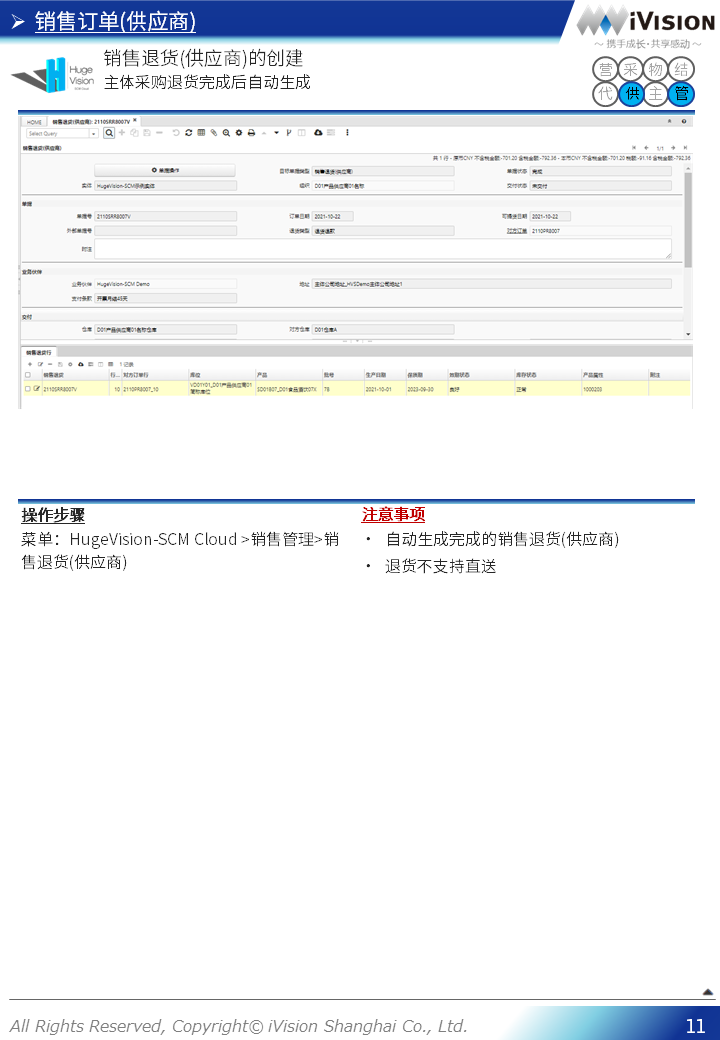 销售订单(供应商)
iVision
～ 携手成长·共享感动 ～
Huge Vision
销售退货(供应商)的创建
主体采购退货完成后自动生成
营 采 物 结
代 供 主 管
HOME 销售退货(供应商): 2110SRR8007V
Select Query
销售退货(供应商)
1/1
共 1 行 - 原币CNY 不含税金额:-701.20 含税金额:-792.36 - 本币CNY 不含税金额:-701.20 税额:-91.16 含税金额:-792.36
单据操作 目标单据类型 销售退货(供应商) 单据状态 完成
实体 HugeVision-SCM示例实体 组织 D01产品供应商01名称 交付状态 未交付
单据
单据号 2110SRR8007V 订单日期 2021-10-22 可提货日期 2021-10-22
外部单据号 退货类型 退货退款 对方订单 2110PR8007
附注
业务伙伴
业务伙伴 HugeVision-SCM Demo 地址 主体公司地址_HVSDemo主体公司地址1
支付条款 开票月结45天
交付
仓库 D01产品供应商01名称仓库 对方仓库 D01仓库A
销售退货行
1 记录
销售退货 行... 对方订单行 库位 产品 批号 生产日期 保质期 效期状态 库存状态 产品属性 附注
2110SRR8007V 10 2110PR8007_10 VD01Y01_D01产品供应商01简称库位 SD01807_D01食品酒饮07X T8 2021-10-01 2023-09-30 良好 正常 1000203
操作步骤
菜单：HugeVision-SCM Cloud >销售管理>销
售退货(供应商)
注意事项
• 自动生成完成的销售退货(供应商)
• 退货不支持直送
All Rights Reserved, Copyright© iVision Shanghai Co., Ltd.
11